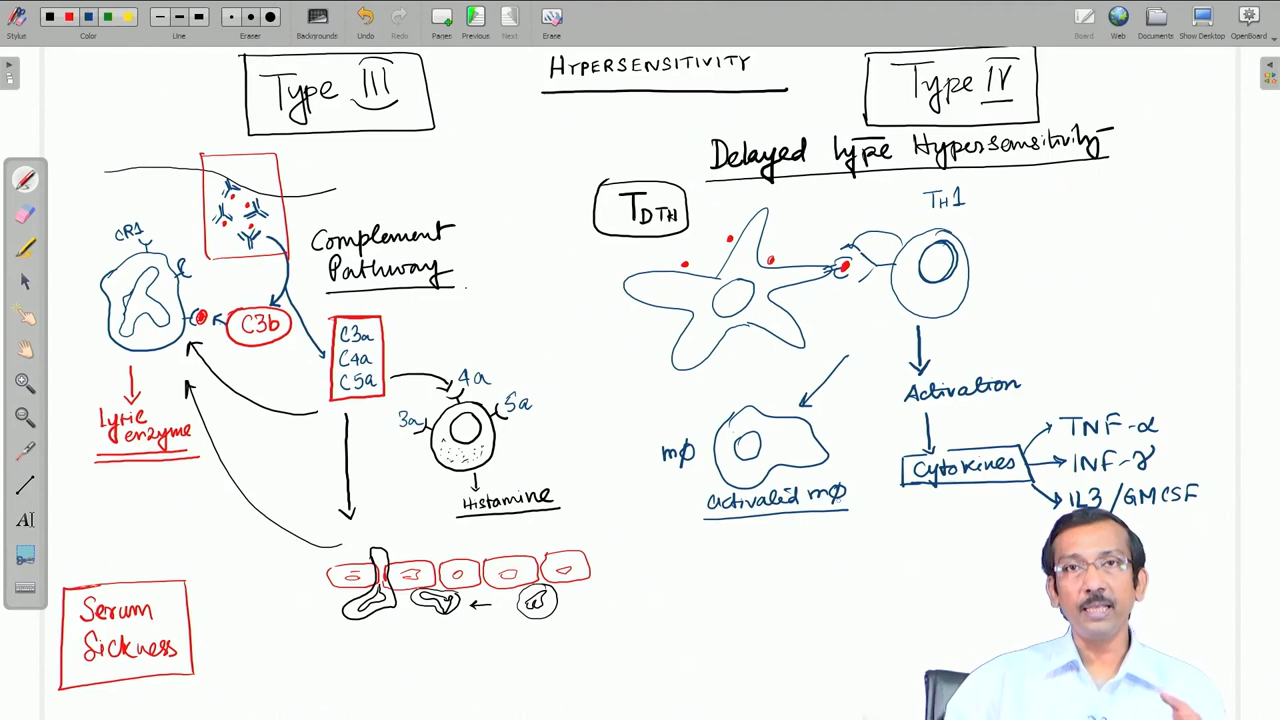 Stylus
Color
Line
Eraser
Backgrounds
Undo
Redo
Pages
Previous
Next
Erase
Board
Web
Documents
Show Desktop
OpenBoard
HYPERSENSITIVITY
Type III
Type IV
Delayed type Hypersensitivity
TDTH
TH1
CR1
Complement
Pathway
C3b
C3a
C4a
C5a
4a
5a
3a
Histamine
Lytic
enzyme
Activation
Cytokines
TNF-α
INF-γ
IL3/GMCSF
mφ
activated mφ
Serum
Sickness